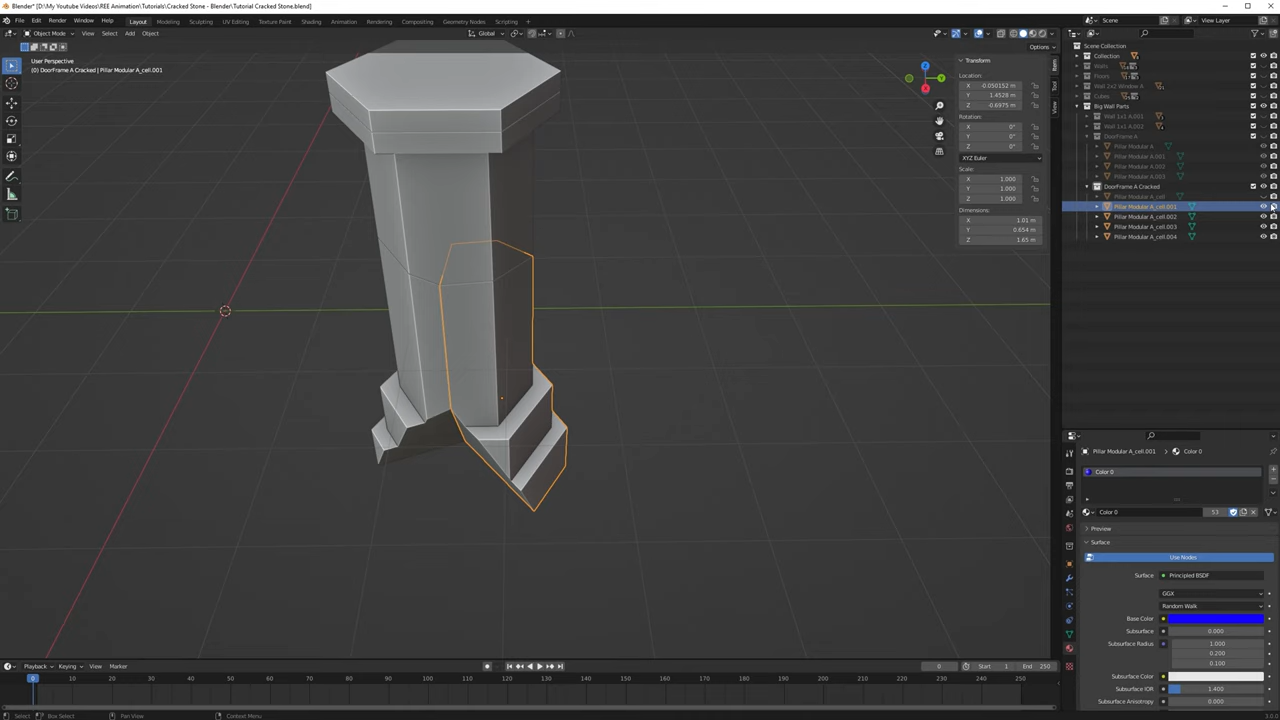 Blender* [D:\My Youtube Videos\REE Animation\Tutorials\Cracked Stone - Blender\Tutorial Cracked Stone.blend]
File Edit Render Window Help Layout Modeling Sculpting UV Editing Texture Paint Shading Animation Rendering Compositing Geometry Nodes Scripting Scene View Layer
Object Mode View Select Add Object Global
Options
User Perspective
(0) DoorFrame A Cracked | Pillar Modular A_cell.001
Z
Y
X
Transform
Location:
X -0.050152 m
Y 1.4528 m
Z -0.6975 m
Rotation:
X 0°
Y 0°
Z 0°
XYZ Euler
Scale:
X 1.000
Y 1.000
Z 1.000
Dimensions:
X 1.01 m
Y 0.654 m
Z 1.65 m
Item
Tool
View
Scene Collection
Collection
Walls
Floors
Wall 2x2 Window A
Cubes
Big Wall Parts
Wall 1x1 A.001
Wall 1x1 A.002
DoorFrame A
Pillar Modular A
Pillar Modular A.001
Pillar Modular A.002
Pillar Modular A.003
DoorFrame A Cracked
Pillar Modular A_cell
Pillar Modular A_cell.001
Pillar Modular A_cell.002
Pillar Modular A_cell.003
Pillar Modular A_cell.004
Pillar Modular A_cell.001 > Color 0
Color 0
Color 0 53
Preview
Surface
Use Nodes
Surface Principled BSDF
GGX
Random Walk
Base Color
Subsurface 0.000
Subsurface Radius 1.000
0.200
0.100
Subsurface Color
Subsurface IOR 1.400
Subsurface Anisotropy 0.000
Playback Keying View Marker 0 Start 1 End 250
0 10 20 30 40 50 60 70 80 90 100 110 120 130 140 150 160 170 180 190 200 210 220 230 240 250
Select Box Select Pan View Context Menu 3.0.0